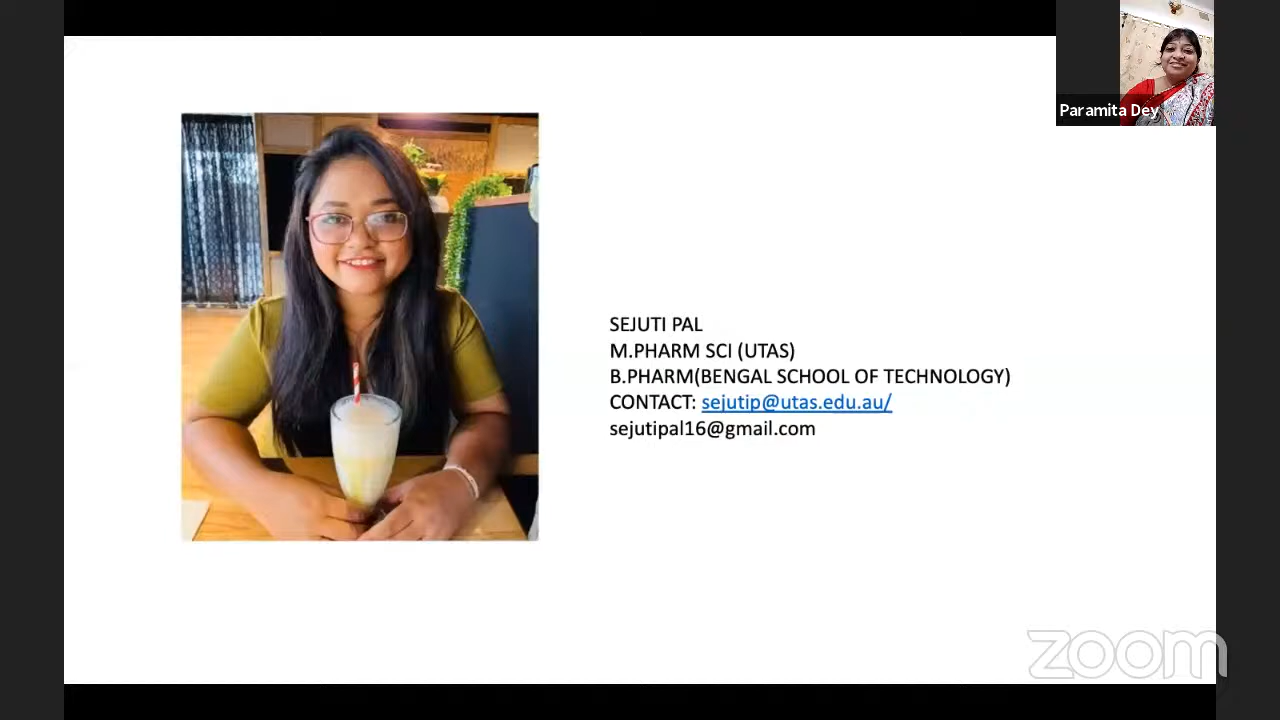 Paramita Dey
SEJUTI PAL
M.PHARM SCI (UTAS)
B.PHARM(BENGAL SCHOOL OF TECHNOLOGY)
CONTACT: sejutip@utas.edu.au/
sejutipal16@gmail.com
zoom